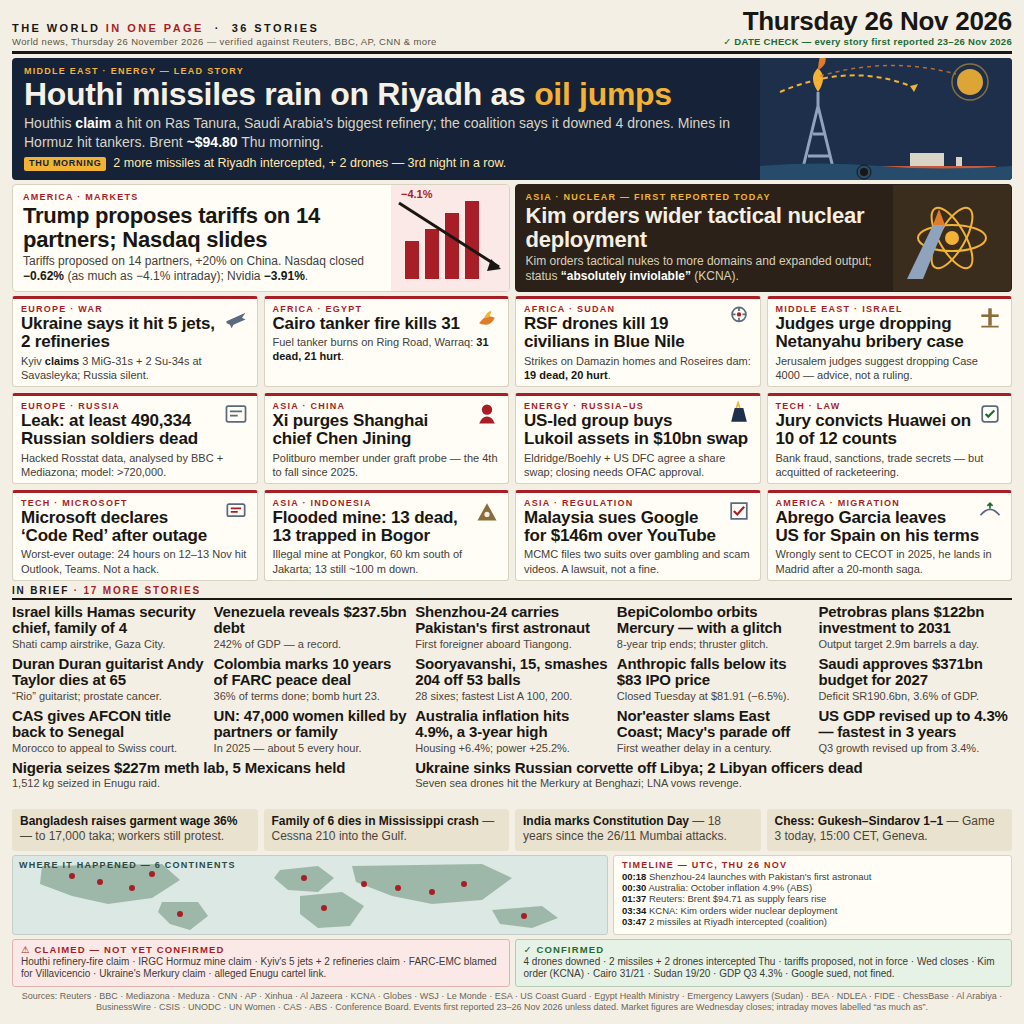 THE WORLD IN ONE PAGE · 36 STORIES
World news, Thursday 26 November 2026 — verified against Reuters, BBC, AP, CNN & more
Thursday 26 Nov 2026
✓ DATE CHECK — every story first reported 23–26 Nov 2026
MIDDLE EAST · ENERGY — LEAD STORY
Houthi missiles rain on Riyadh as oil jumps
Houthis claim a hit on Ras Tanura, Saudi Arabia's biggest refinery; the coalition says it downed 4 drones. Mines in
Hormuz hit tankers. Brent ~$94.80 Thu morning.
THU MORNING 2 more missiles at Riyadh intercepted, + 2 drones — 3rd night in a row.
AMERICA · MARKETS
Trump proposes tariffs on 14
partners; Nasdaq slides
Tariffs proposed on 14 partners, +20% on China. Nasdaq closed
−0.62% (as much as −4.1% intraday); Nvidia −3.91%.
−4.1%
ASIA · NUCLEAR — FIRST REPORTED TODAY
Kim orders wider tactical nuclear
deployment
Kim orders tactical nukes to more domains and expanded output;
status “absolutely inviolable” (KCNA).
EUROPE · WAR
Ukraine says it hit 5 jets,
2 refineries
Kyiv claims 3 MiG-31s + 2 Su-34s at
Savasleyka; Russia silent.
AFRICA · EGYPT
Cairo tanker fire kills 31
Fuel tanker burns on Ring Road, Warraq: 31
dead, 21 hurt.
AFRICA · SUDAN
RSF drones kill 19
civilians in Blue Nile
Strikes on Damazin homes and Roseires dam:
19 dead, 20 hurt.
MIDDLE EAST · ISRAEL
Judges urge dropping
Netanyahu bribery case
Jerusalem judges suggest dropping Case
4000 — advice, not a ruling.
EUROPE · RUSSIA
Leak: at least 490,334
Russian soldiers dead
Hacked Rosstat data, analysed by BBC +
Mediazona; model: >720,000.
ASIA · CHINA
Xi purges Shanghai
chief Chen Jining
Politburo member under graft probe — the 4th
to fall since 2025.
ENERGY · RUSSIA–US
US-led group buys
Lukoil assets in $10bn swap
Eldridge/Boehly + US DFC agree a share
swap; closing needs OFAC approval.
TECH · LAW
Jury convicts Huawei on
10 of 12 counts
Bank fraud, sanctions, trade secrets — but
acquitted of racketeering.
TECH · MICROSOFT
Microsoft declares
‘Code Red’ after outage
Worst-ever outage: 24 hours on 12–13 Nov hit
Outlook, Teams. Not a hack.
ASIA · INDONESIA
Flooded mine: 13 dead,
13 trapped in Bogor
Illegal mine at Pongkor, 60 km south of
Jakarta; 13 still ~100 m down.
ASIA · REGULATION
Malaysia sues Google
for $146m over YouTube
MCMC files two suits over gambling and scam
videos. A lawsuit, not a fine.
AMERICA · MIGRATION
Abrego Garcia leaves
US for Spain on his terms
Wrongly sent to CECOT in 2025, he lands in
Madrid after a 20-month saga.
IN BRIEF · 17 MORE STORIES
Israel kills Hamas security
chief, family of 4
Shati camp airstrike, Gaza City.
Venezuela reveals $237.5bn
debt
242% of GDP — a record.
Shenzhou-24 carries
Pakistan's first astronaut
First foreigner aboard Tiangong.
BepiColombo orbits
Mercury — with a glitch
8-year trip ends; thruster glitch.
Petrobras plans $122bn
investment to 2031
Output target 2.9m barrels a day.
Duran Duran guitarist Andy
Taylor dies at 65
“Rio” guitarist; prostate cancer.
Colombia marks 10 years
of FARC peace deal
36% of terms done; bomb hurt 23.
Sooryavanshi, 15, smashes
204 off 53 balls
28 sixes; fastest List A 100, 200.
Anthropic falls below its
$83 IPO price
Closed Tuesday at $81.91 (−6.5%).
Saudi approves $371bn
budget for 2027
Deficit SR190.6bn, 3.6% of GDP.
CAS gives AFCON title
back to Senegal
Morocco to appeal to Swiss court.
UN: 47,000 women killed by
partners or family
In 2025 — about 5 every hour.
Australia inflation hits
4.9%, a 3-year high
Housing +6.4%; power +25.2%.
Nor'easter slams East
Coast; Macy's parade off
First weather delay in a century.
US GDP revised up to 4.3%
— fastest in 3 years
Q3 growth revised up from 3.4%.
Nigeria seizes $227m meth lab, 5 Mexicans held
1,512 kg seized in Enugu raid.
Ukraine sinks Russian corvette off Libya; 2 Libyan officers dead
Seven sea drones hit the Merkury at Benghazi; LNA vows revenge.
Bangladesh raises garment wage 36%
— to 17,000 taka; workers still protest.
Family of 6 dies in Mississippi crash —
Cessna 210 into the Gulf.
India marks Constitution Day — 18
years since the 26/11 Mumbai attacks.
Chess: Gukesh–Sindarov 1–1 — Game
3 today, 15:00 CET, Geneva.
WHERE IT HAPPENED — 6 CONTINENTS
TIMELINE — UTC, THU 26 NOV
00:18 Shenzhou-24 launches with Pakistan's first astronaut
00:30 Australia: October inflation 4.9% (ABS)
01:37 Reuters: Brent $94.71 as supply fears rise
03:34 KCNA: Kim orders wider nuclear deployment
03:47 2 missiles at Riyadh intercepted (coalition)
⚠ CLAIMED — NOT YET CONFIRMED
Houthi refinery-fire claim · IRGC Hormuz mine claim · Kyiv's 5 jets + 2 refineries claim · FARC-EMC blamed
for Villavicencio · Ukraine's Merkury claim · alleged Enugu cartel link.
✓ CONFIRMED
4 drones downed · 2 missiles + 2 drones intercepted Thu · tariffs proposed, not in force · Wed closes · Kim
order (KCNA) · Cairo 31/21 · Sudan 19/20 · GDP Q3 4.3% · Google sued, not fined.
Sources: Reuters · BBC · Mediazona · Meduza · CNN · AP · Xinhua · Al Jazeera · KCNA · Globes · WSJ · Le Monde · ESA · US Coast Guard · Egypt Health Ministry · Emergency Lawyers (Sudan) · BEA · NDLEA · FIDE · ChessBase · Al Arabiya ·
BusinessWire · CSIS · UNODC · UN Women · CAS · ABS · Conference Board. Events first reported 23–26 Nov 2026 unless dated. Market figures are Wednesday closes; intraday moves labelled “as much as”.